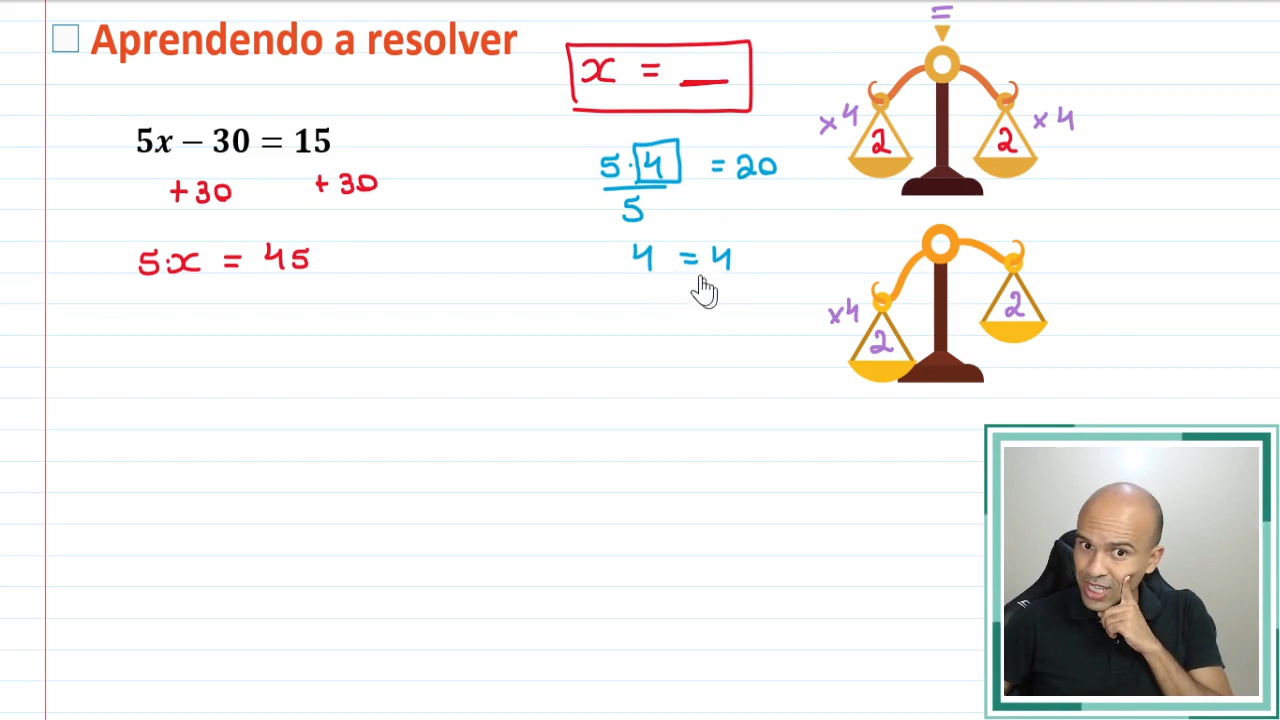 Aprendendo a resolver
5x − 30 = 15
+30 +30
5·x = 45
x = __
5·4 = 20
5
4 = 4
=
x4 2 2 x4
x4 2 2